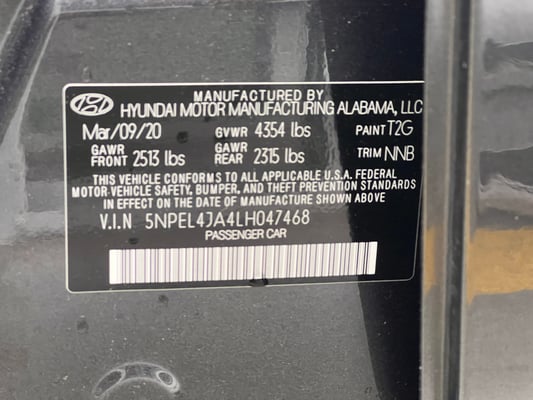 MANUFACTURED BY
HYUNDAI MOTOR MANUFACTURING ALABAMA, LLC
Mar/09/20 GVWR 4354 lbs PAINT T2G
GAWR FRONT 2513 lbs GAWR REAR 2315 lbs TRIM NNB
THIS VEHICLE CONFORMS TO ALL APPLICABLE U.S.A. FEDERAL
MOTOR-VEHICLE SAFETY, BUMPER, AND THEFT PREVENTION STANDARDS
IN EFFECT ON THE DATE OF MANUFACTURE SHOWN ABOVE.
V.I.N 5NPEL4JA4LH047468
PASSENGER CAR